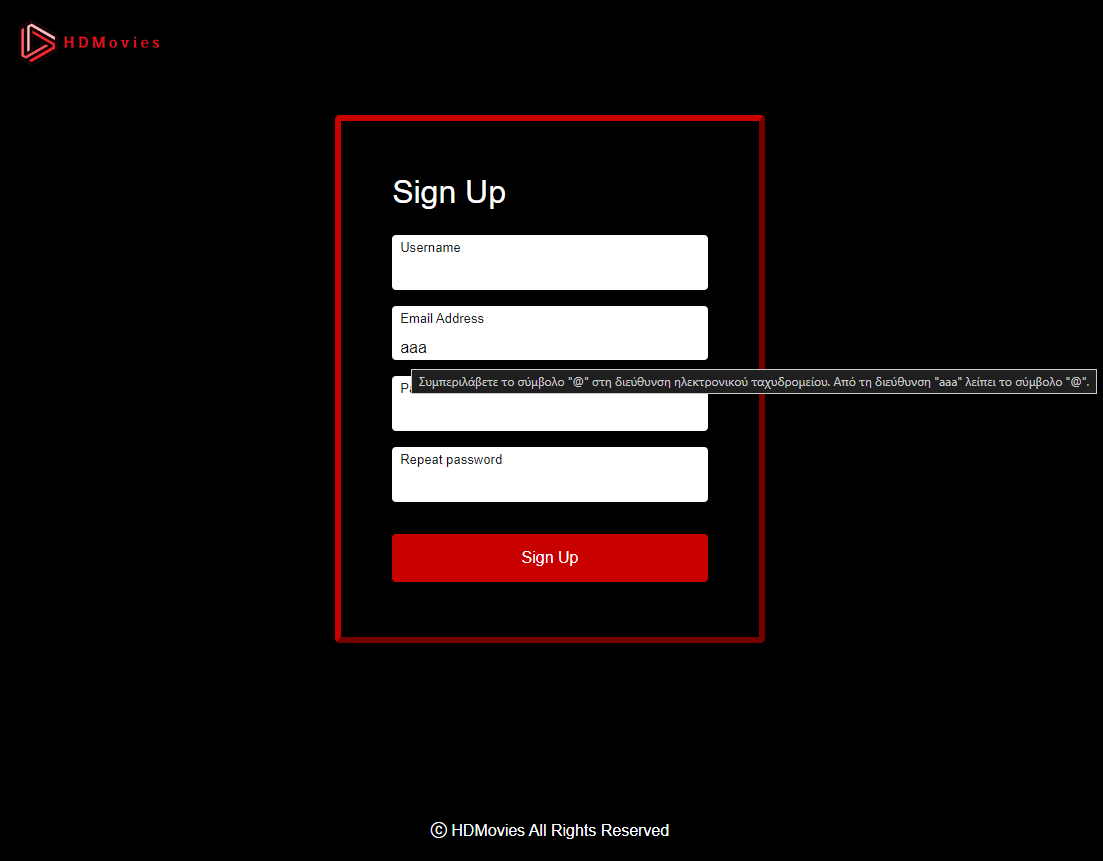 HDMovies
Sign Up
Username
Email Address
aaa
Συμπεριλάβετε το σύμβολο "@" στη διεύθυνση ηλεκτρονικού ταχυδρομείου. Από τη διεύθυνση "aaa" λείπει το σύμβολο "@".
Repeat password
Sign Up
© HDMovies All Rights Reserved